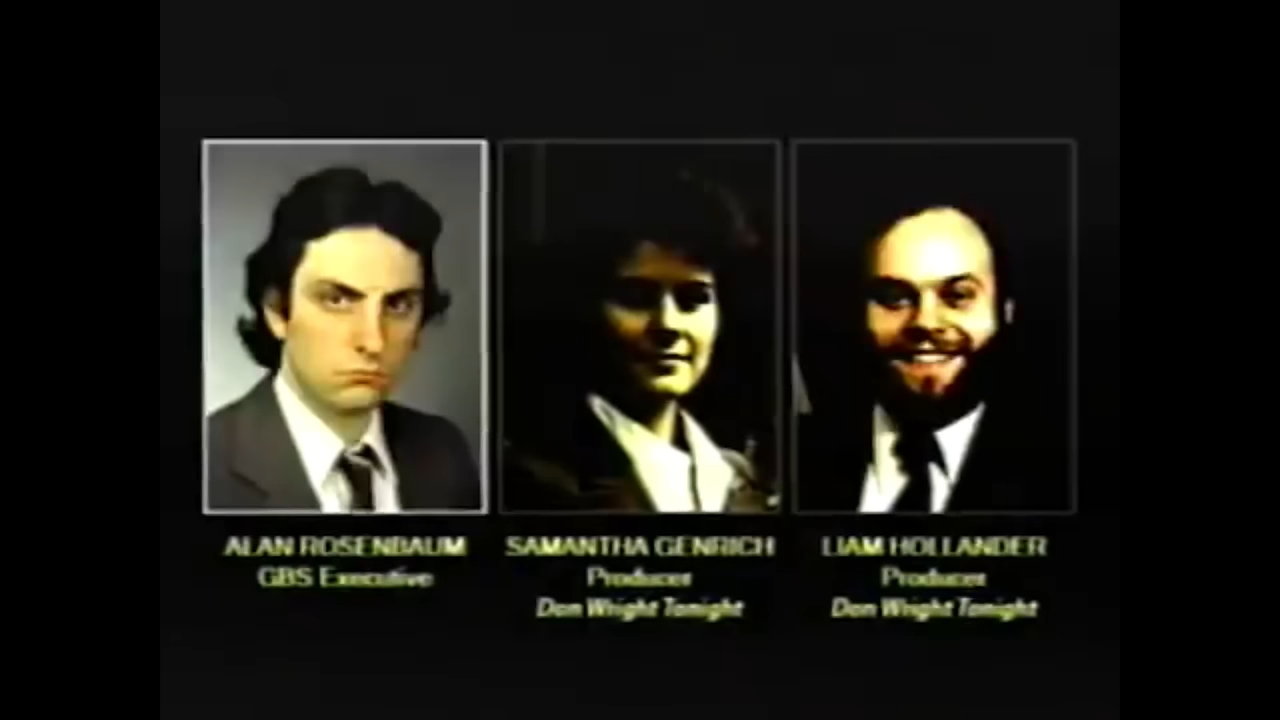 ALAN ROSENBAUM
GBS Executive
SAMANTHA GENRICH
Producer
Don Wright Tonight
LIAM HOLLANDER
Producer
Don Wright Tonight